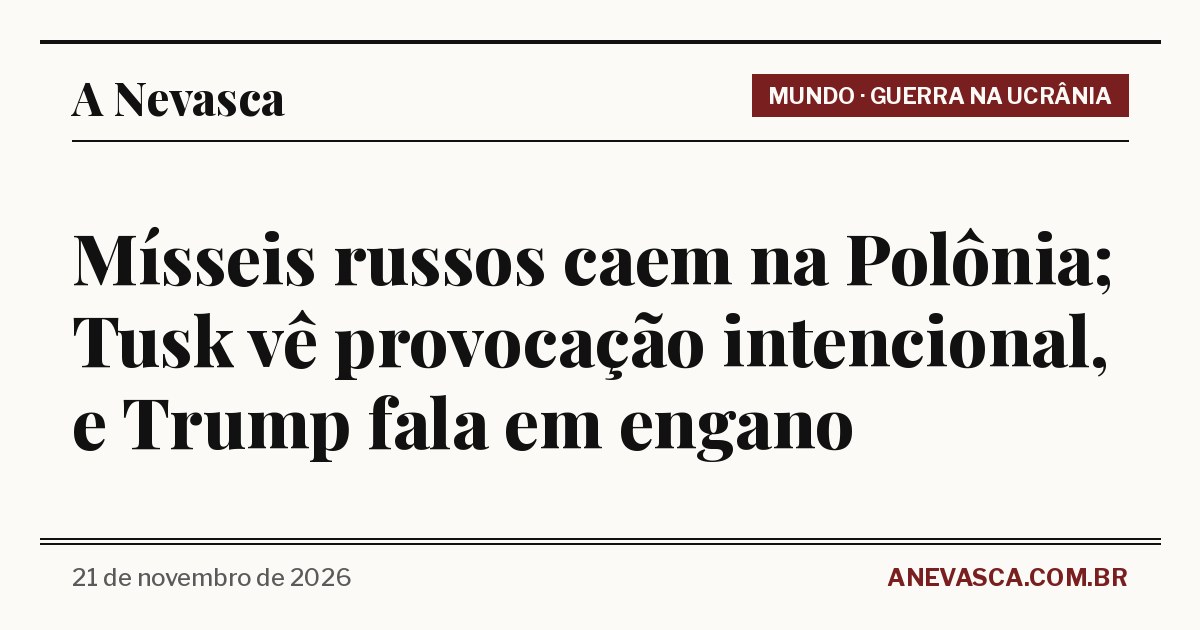 A Nevasca
MUNDO · GUERRA NA UCRÂNIA
Mísseis russos caem na Polônia;
Tusk vê provocação intencional,
e Trump fala em engano
21 de novembro de 2026
ANEVASCA.COM.BR